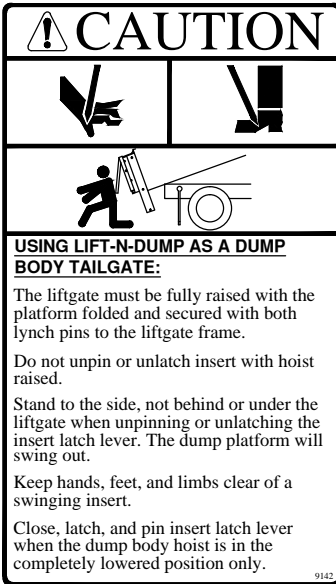 CAUTION
USING LIFT-N-DUMP AS A DUMP
BODY TAILGATE:
The liftgate must be fully raised with the
platform folded and secured with both
lynch pins to the liftgate frame.
Do not unpin or unlatch insert with hoist
raised.
Stand to the side, not behind or under the
liftgate when unpinning or unlatching the
insert latch lever. The dump platform will
swing out.
Keep hands, feet, and limbs clear of a
swinging insert.
Close, latch, and pin insert latch lever
when the dump body hoist is in the
completely lowered position only.
9142